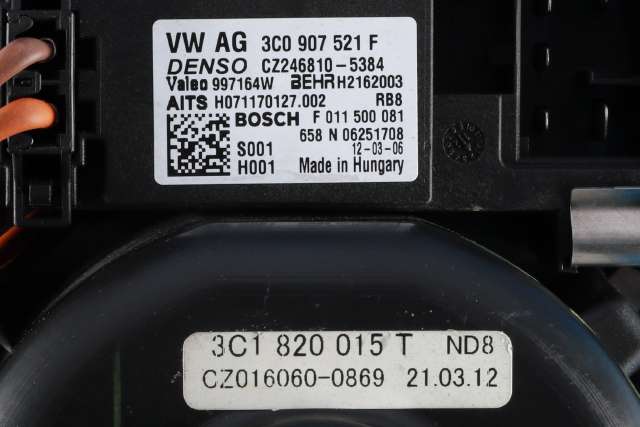 VW AG 3C0 907 521 F
DENSO CZ246810-5384
Valeo 997164W BEHR H2162003
AITS H071170127.002 RB8
BOSCH F 011 500 081
658 N 06251708
S001 12-03-06
H001 Made in Hungary
3C1 820 015 T ND8
CZ016060-0869 21.03.12